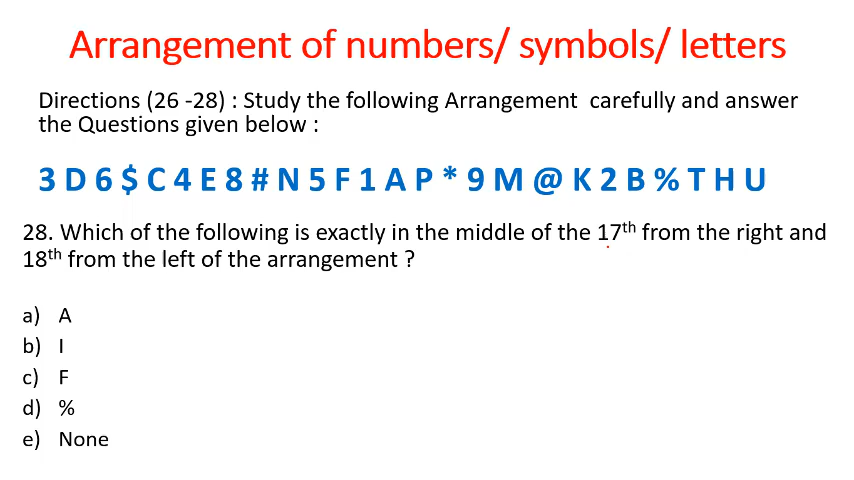 Arrangement of numbers/ symbols/ letters
Directions (26 -28) : Study the following Arrangement carefully and answer
the Questions given below :
3 D 6 $ C 4 E 8 # N 5 F 1 A P * 9 M @ K 2 B % T H U
28. Which of the following is exactly in the middle of the 17th from the right and
18th from the left of the arrangement ?
a) A
b) I
c) F
d) %
e) None